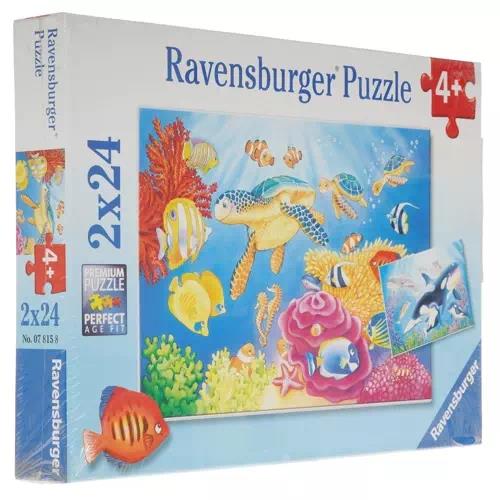 Ravensburger
Puzzle
4+
2x24
No. 07 815 8
Ravensburger
Ravensburger Puzzle
4+
2x24
PREMIUM
PUZZLE
PERFECT
AGE FIT
Ravensburger